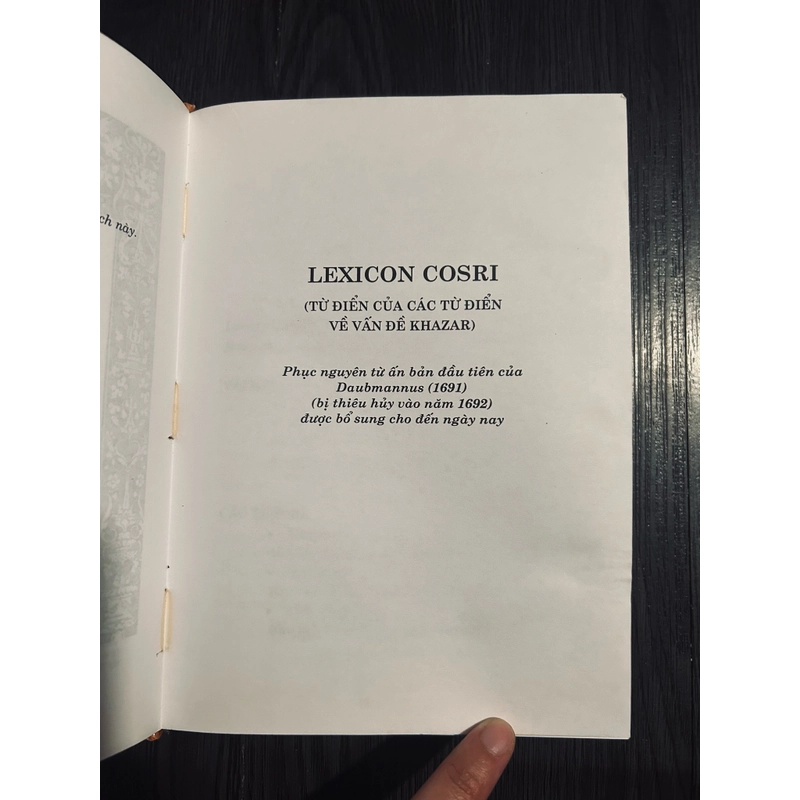 ch này.
LEXICON COSRI
(TỪ ĐIỂN CỦA CÁC TỪ ĐIỂN
VỀ VẤN ĐỀ KHAZAR)
Phục nguyên từ ấn bản đầu tiên của
Daubmannus (1691)
(bị thiêu hủy vào năm 1692)
được bổ sung cho đến ngày nay